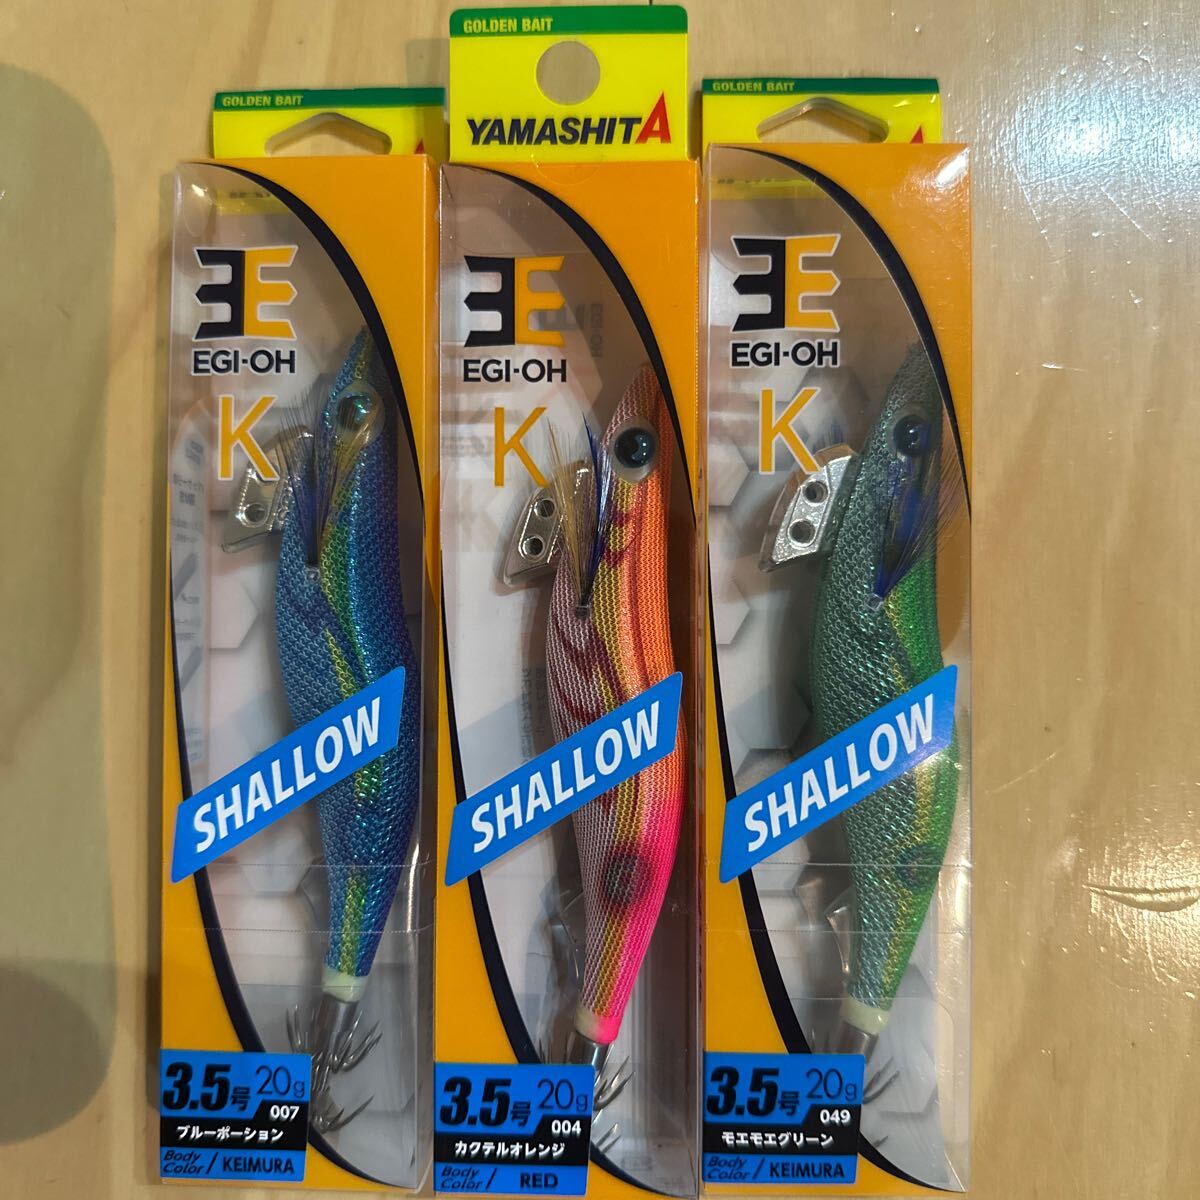 GOLDEN BAIT
EGI-OH
K
SHALLOW
3.5号 20g
007
ブルーポーション
Body Color / KEIMURA
GOLDEN BAIT
YAMASHITA
EGI-OH
K
SHALLOW
3.5号 20g
004
カクテルオレンジ
Body Color / RED
GOLDEN BAIT
EGI-OH
K
SHALLOW
3.5号 20g
049
モエモエグリーン
Body Color / KEIMURA